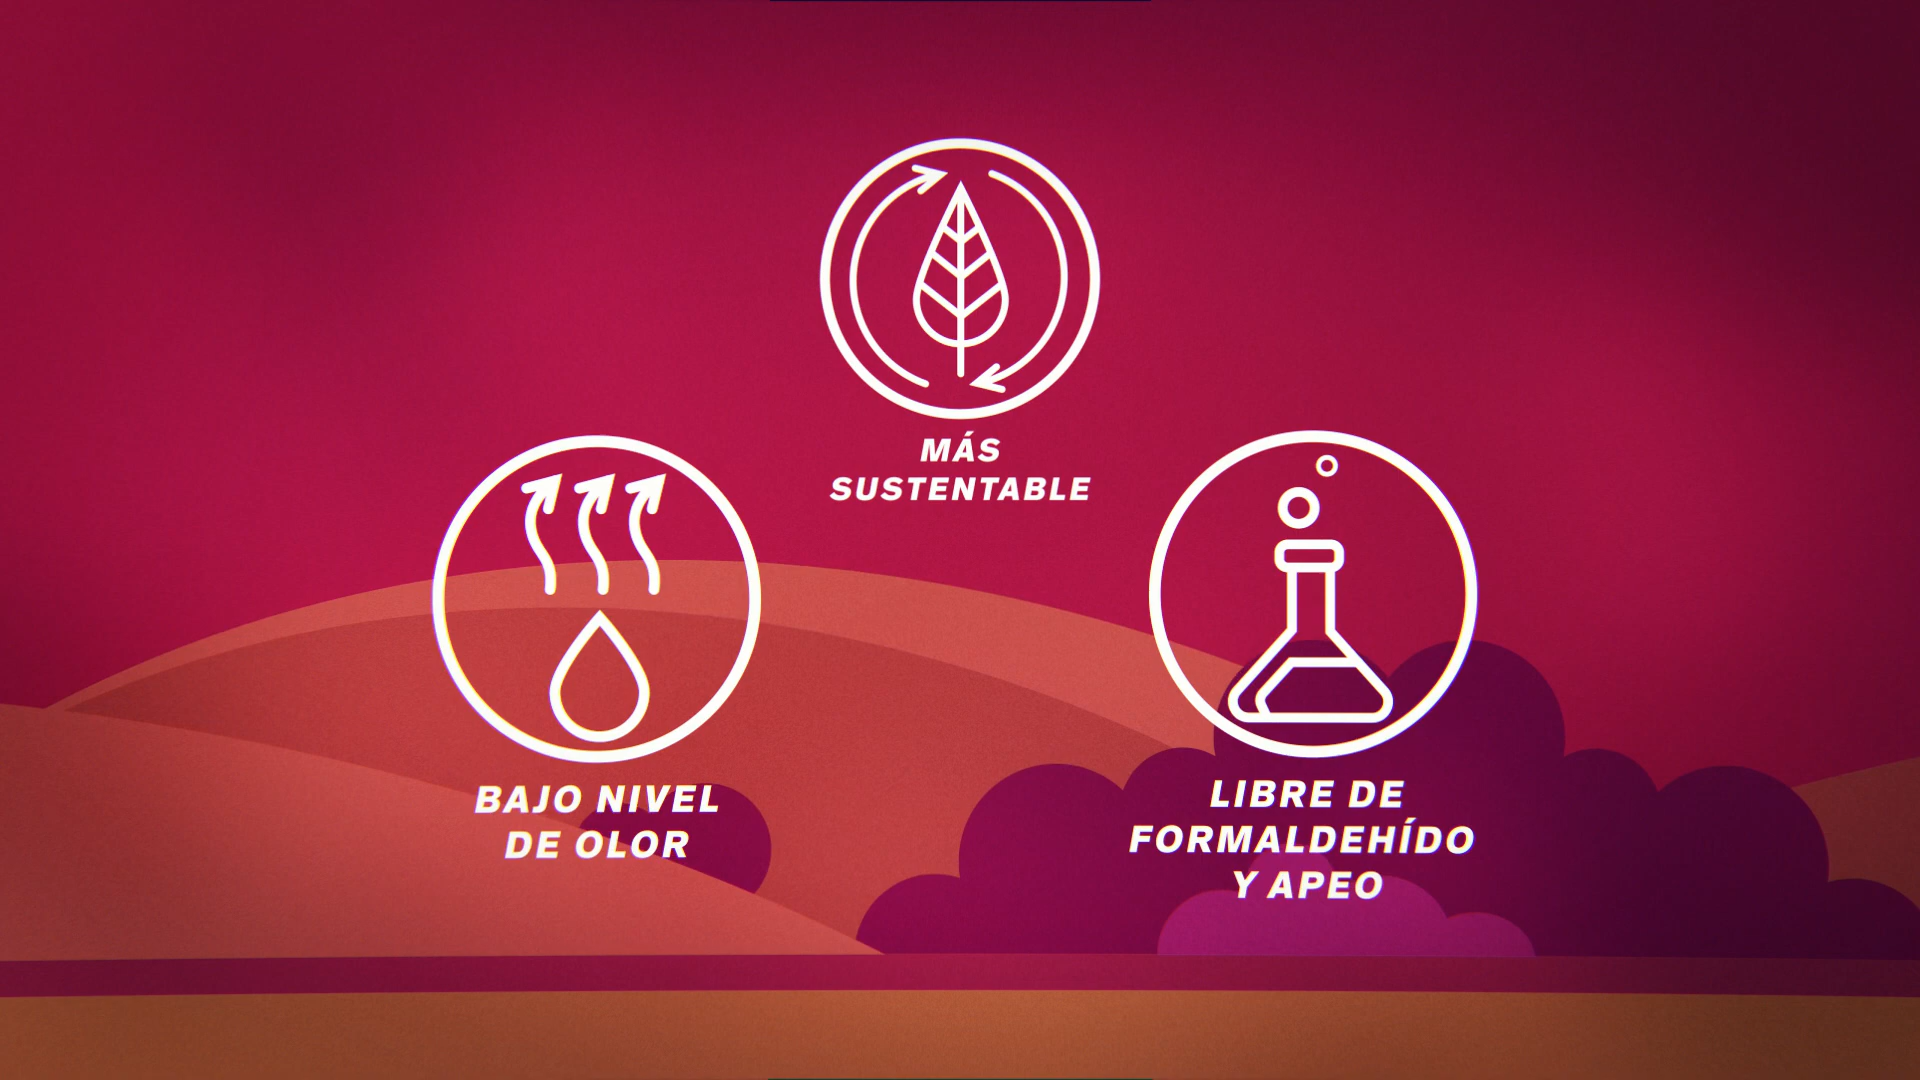 MÁS
SUSTENTABLE
BAJO NIVEL
DE OLOR
LIBRE DE
FORMALDEHÍDO
Y APEO